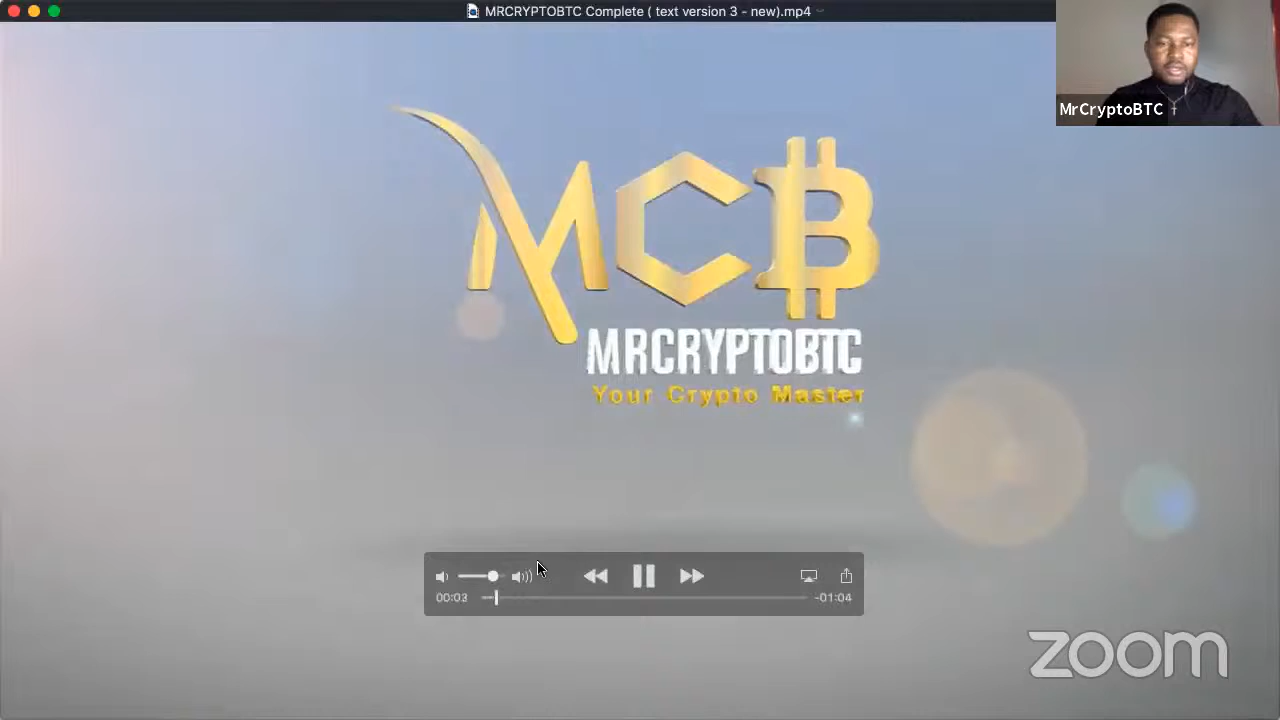 MRCRYPTOBTC Complete ( text version 3 - new).mp4
MrCryptoBTC
MCB
MRCRYPTOBTC
Your Crypto Master
00:03
-01:04
zoom